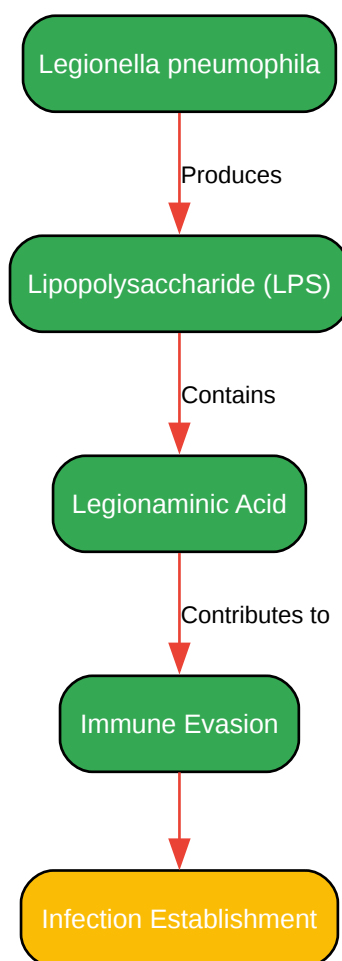 Legionella pneumophila
Produces
Lipopolysaccharide (LPS)
Contains
Legionaminic Acid
Contributes to
Immune Evasion
Infection Establishment